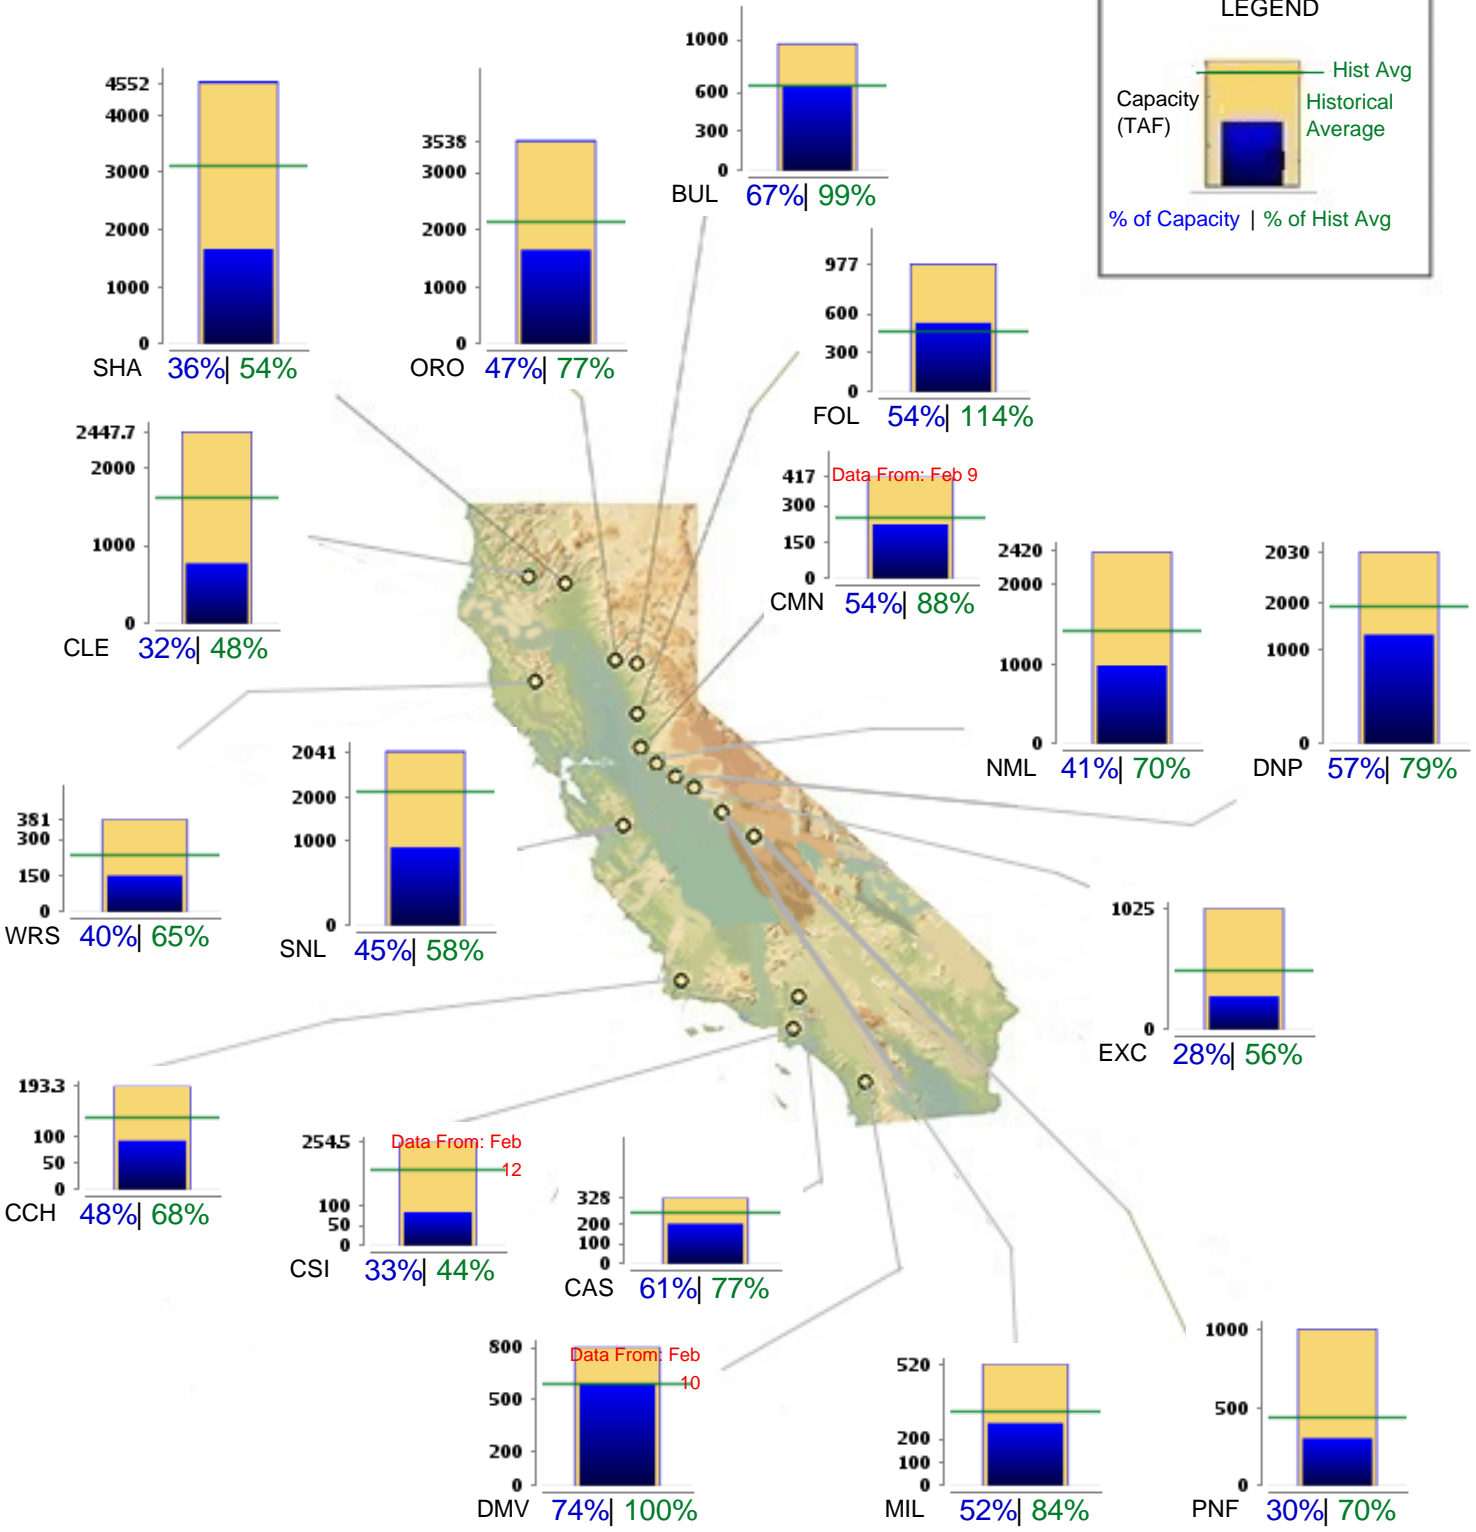 LEGEND
Hist Avg
Capacity
(TAF)
Historical
Average
% of Capacity | % of Hist Avg
1000
600
300
0
BUL 67%| 99%
4552
4000
3000
2000
1000
0
SHA 36%| 54%
3538
3000
2000
1000
0
ORO 47%| 77%
977
600
300
0
FOL 54%| 114%
2447.7
2000
1000
0
CLE 32%| 48%
Data From: Feb 9
417
300
150
0
CMN 54%| 88%
2420
2000
1000
0
NML 41%| 70%
2030
2000
1000
0
DNP 57%| 79%
381
300
150
0
WRS 40%| 65%
2041
2000
1000
0
SNL 45%| 58%
1025
0
EXC 28%| 56%
193.3
100
50
0
CCH 48%| 68%
Data From: Feb
12
254.5
100
50
0
CSI 33%| 44%
328
200
100
0
CAS 61%| 77%
Data From: Feb
10
800
500
200
0
DMV 74%| 100%
520
200
100
0
MIL 52%| 84%
1000
500
0
PNF 30%| 70%